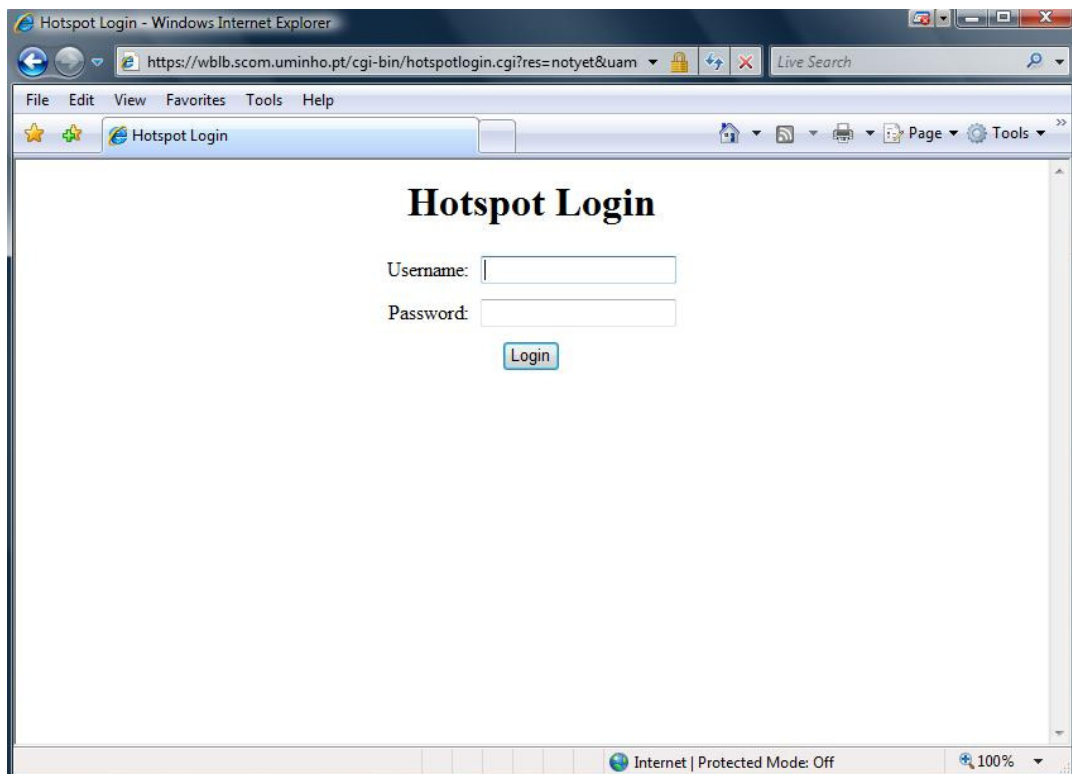 Hotspot Login - Windows Internet Explorer
https://wblb.scom.uminho.pt/cgi-bin/hotspotlogin.cgi?res=notyet&uam
Live Search
File Edit View Favorites Tools Help
Hotspot Login
Page Tools
Hotspot Login
Username:
Password:
Login
Internet | Protected Mode: Off
100%